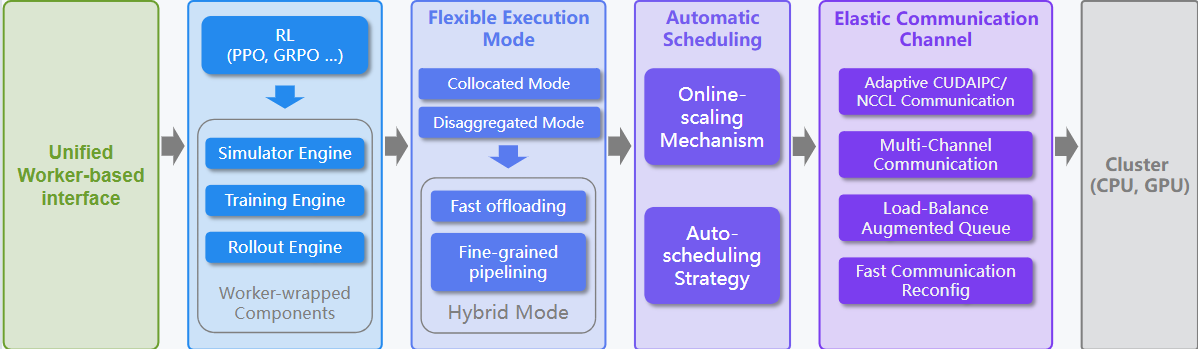 Unified
Worker-based
interface
RL
(PPO, GRPO ...)
Simulator Engine
Training Engine
Rollout Engine
Worker-wrapped
Components
Flexible Execution
Mode
Collocated Mode
Disaggregated Mode
Fast offloading
Fine-grained
pipelining
Hybrid Mode
Automatic
Scheduling
Online-
scaling
Mechanism
Auto-
scheduling
Strategy
Elastic Communication
Channel
Adaptive CUDAIPC/
NCCL Communication
Multi-Channel
Communication
Load-Balance
Augmented Queue
Fast Communication
Reconfig
Cluster
(CPU, GPU)